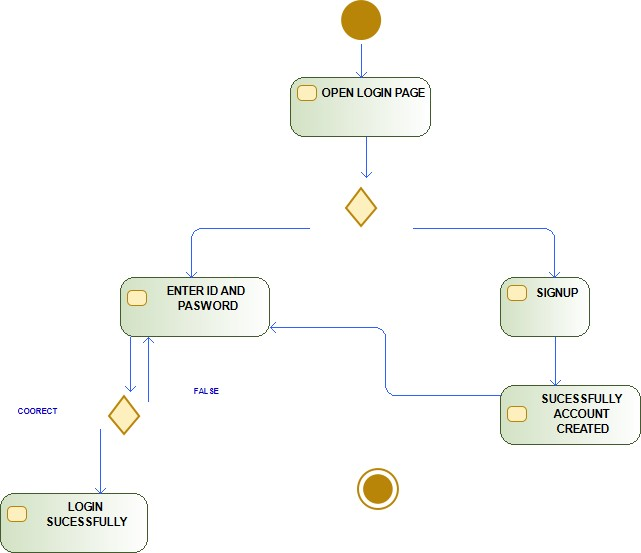 OPEN LOGIN PAGE
ENTER ID AND
PASWORD
SIGNUP
FALSE
COORECT
SUCESSFULLY
ACCOUNT
CREATED
LOGIN
SUCESSFULLY